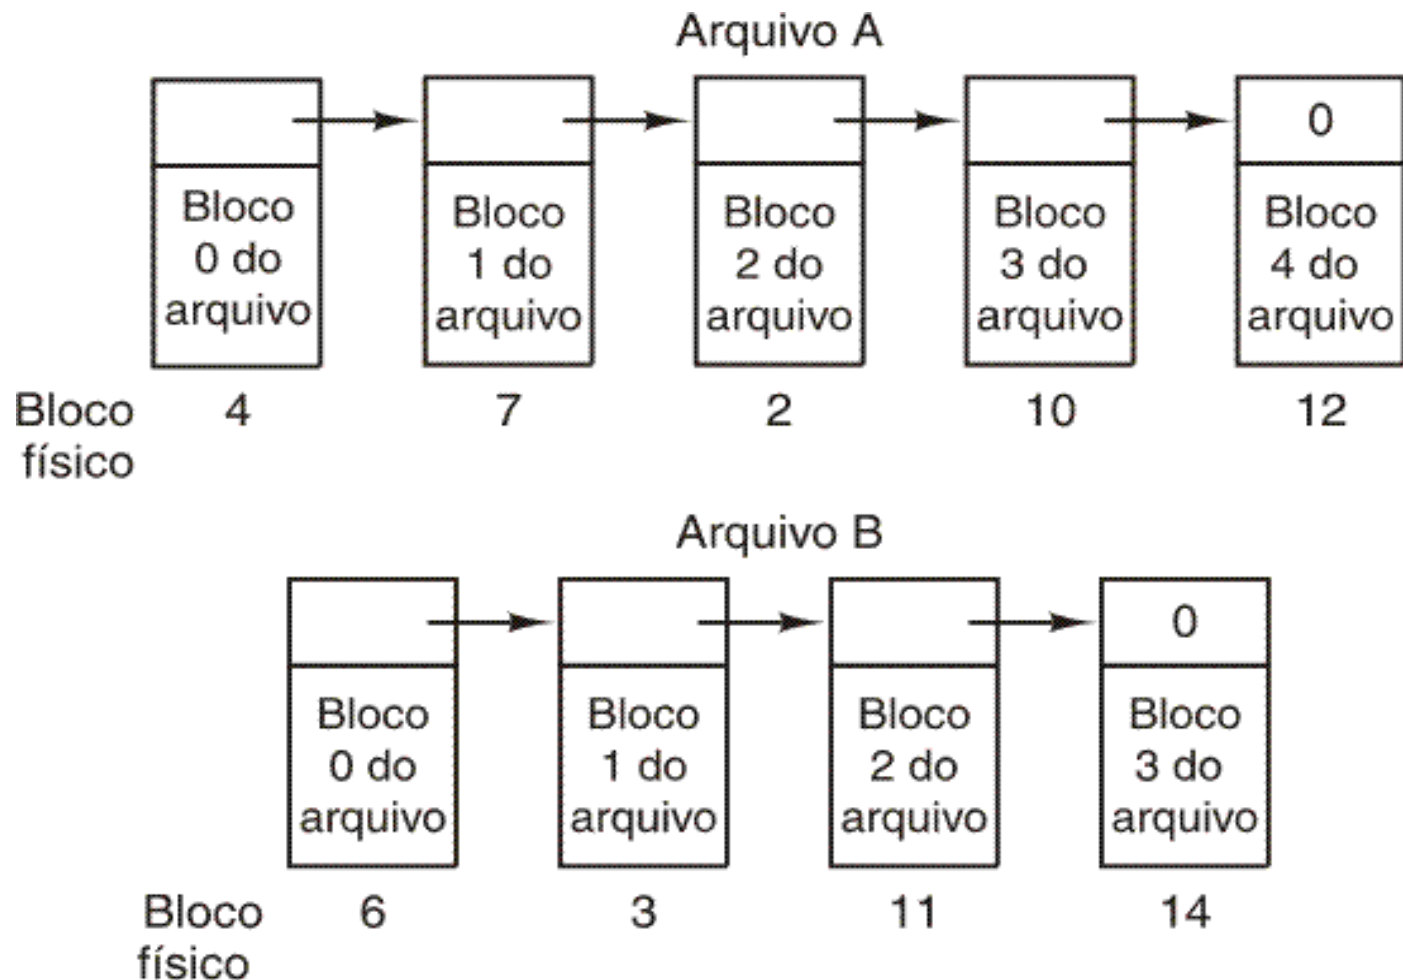 Arquivo A
0
Bloco Bloco Bloco Bloco Bloco
0 do 1 do 2 do 3 do 4 do
arquivo arquivo arquivo arquivo arquivo
Bloco 4 7 2 10 12
físico
Arquivo B
0
Bloco Bloco Bloco Bloco
0 do 1 do 2 do 3 do
arquivo arquivo arquivo arquivo
Bloco 6 3 11 14
físico